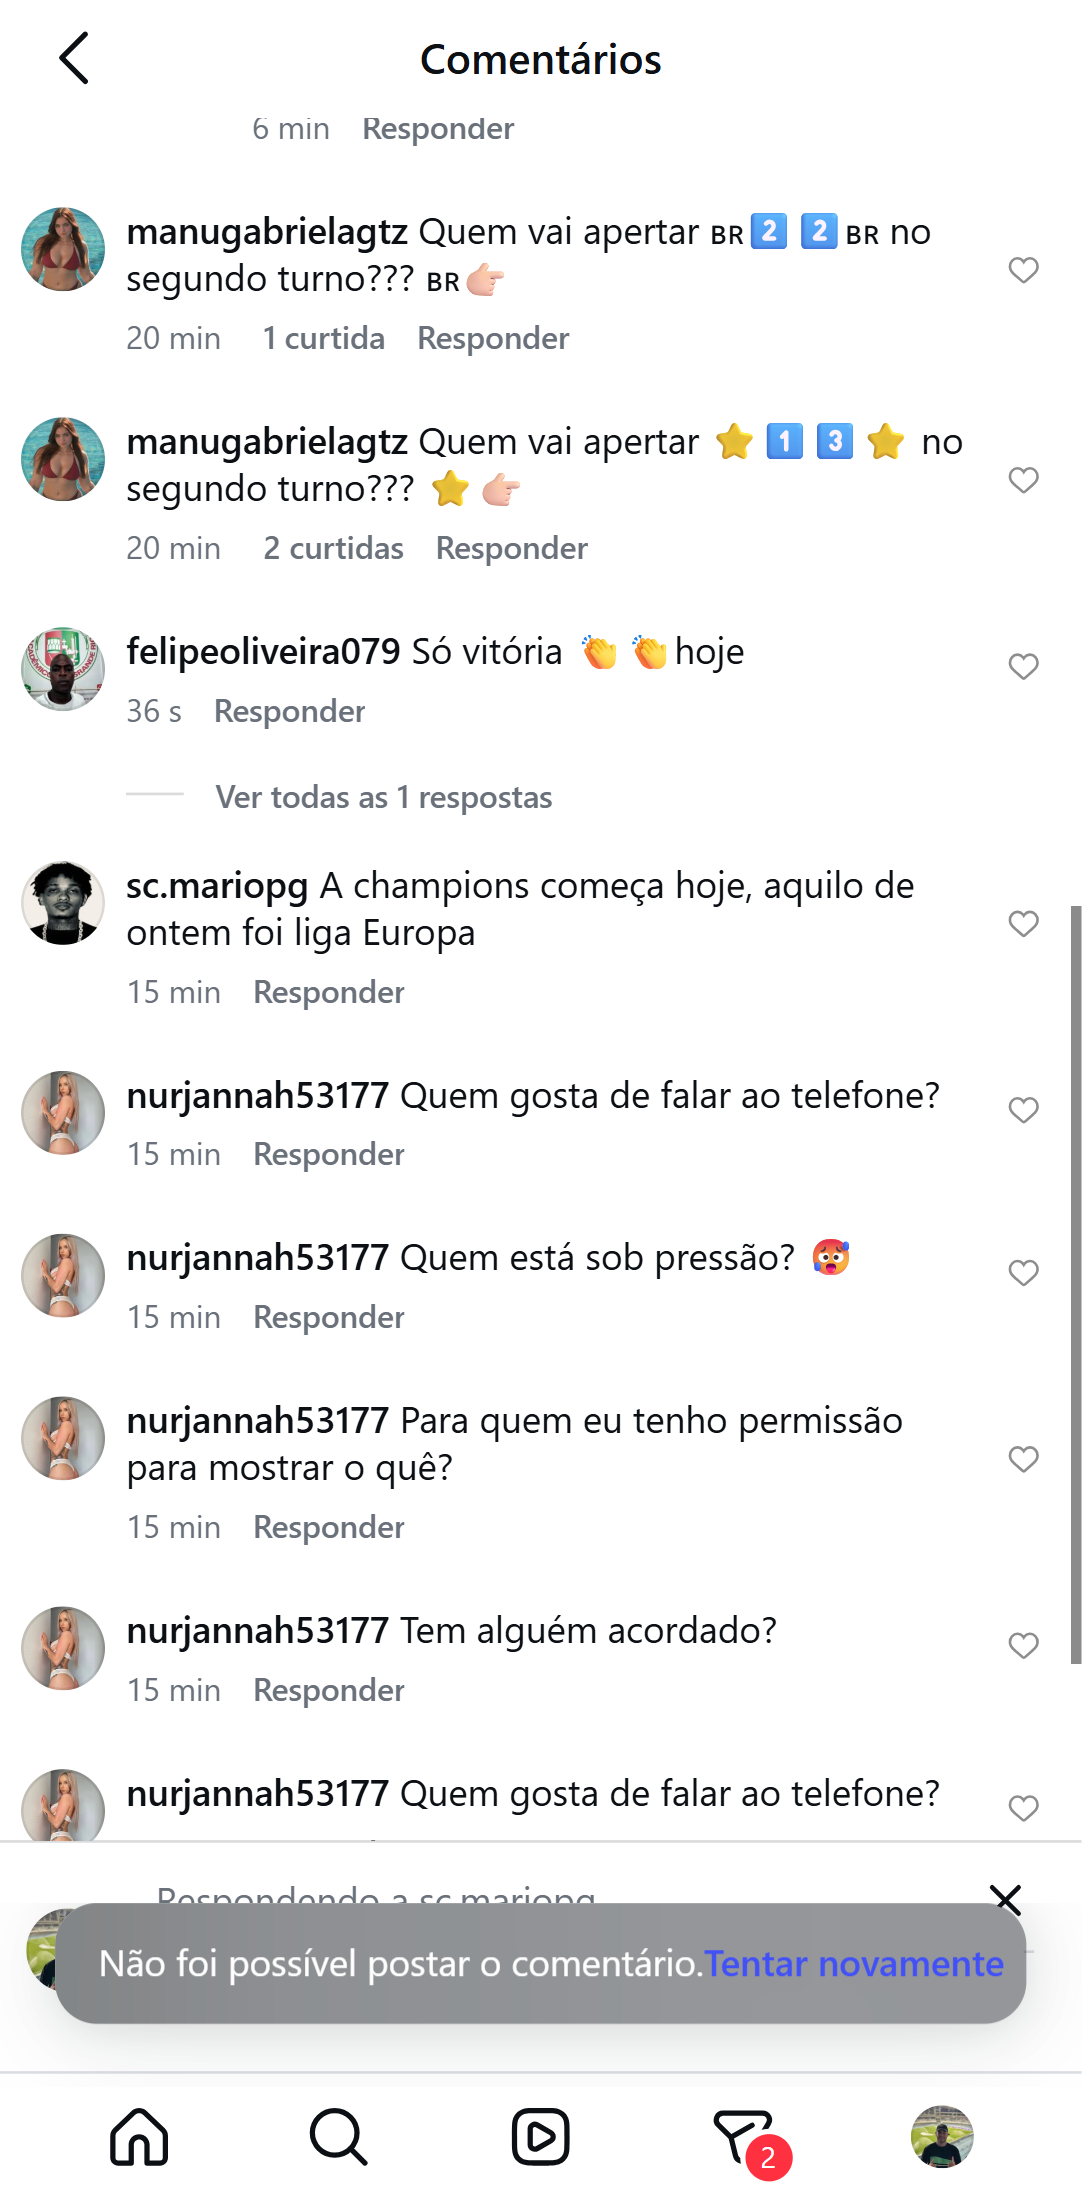 Comentários
6 min Responder
manugabrielagtz Quem vai apertar BR 2 2 BR no
segundo turno??? BR👉🏻
20 min 1 curtida Responder
manugabrielagtz Quem vai apertar ⭐ 1 3 ⭐ no
segundo turno??? ⭐ 👉🏻
20 min 2 curtidas Responder
felipeoliveira079 Só vitória 👏 👏 hoje
36 s Responder
Ver todas as 1 respostas
sc.mariopg A champions começa hoje, aquilo de
ontem foi liga Europa
15 min Responder
nurjannah53177 Quem gosta de falar ao telefone?
15 min Responder
nurjannah53177 Quem está sob pressão? 🥵
15 min Responder
nurjannah53177 Para quem eu tenho permissão
para mostrar o quê?
15 min Responder
nurjannah53177 Tem alguém acordado?
15 min Responder
nurjannah53177 Quem gosta de falar ao telefone?
Respondendo a sc.mariopg
Não foi possível postar o comentário.Tentar novamente
2